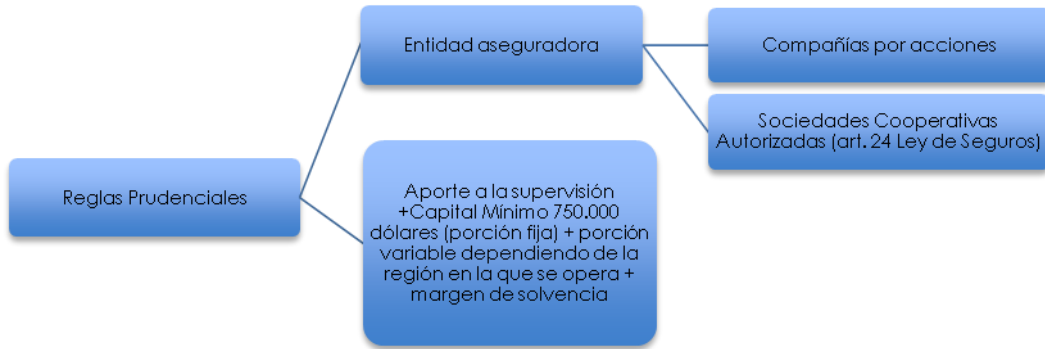 Entidad aseguradora
Compañías por acciones
Sociedades Cooperativas
Autorizadas (art. 24 Ley de Seguros)
Reglas Prudenciales
Aporte a la supervisión
+Capital Mínimo 750.000
dólares (porción fija) + porción
variable dependiendo de la
región en la que se opera +
margen de solvencia